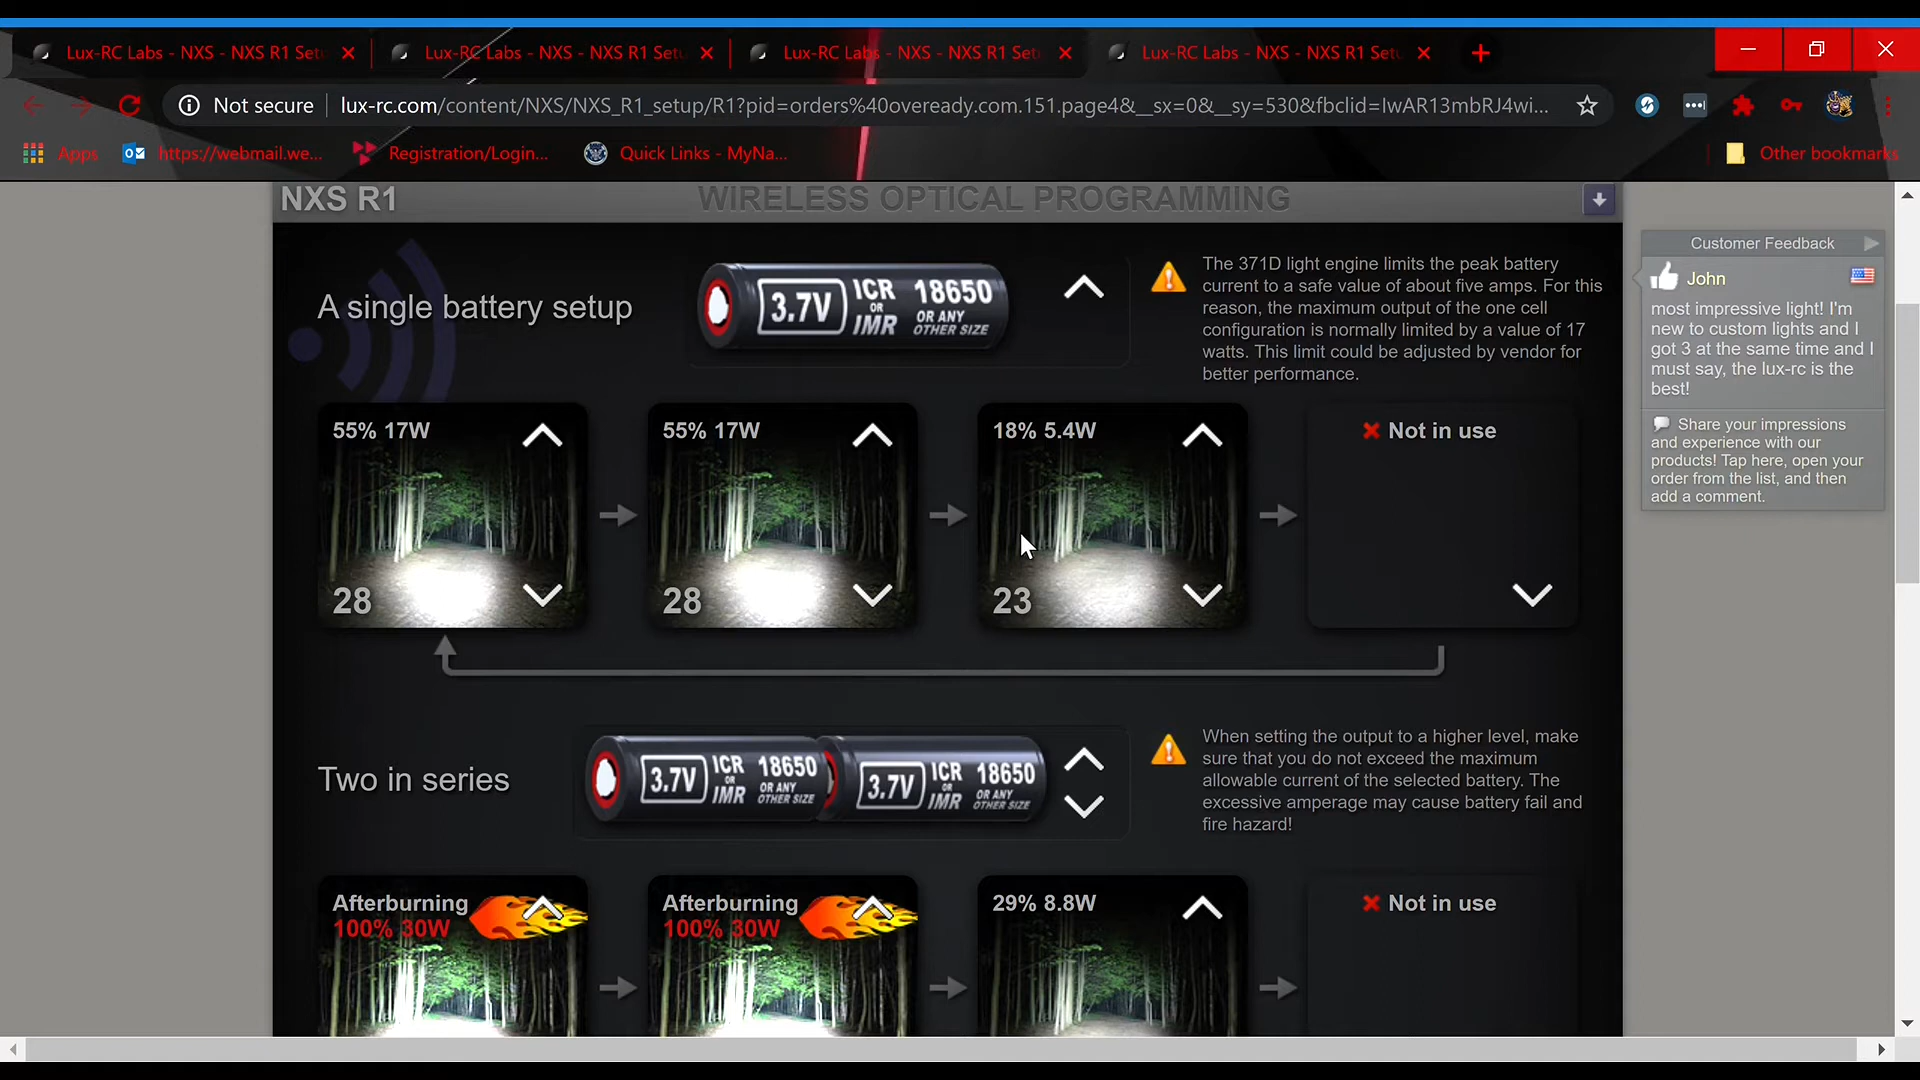 Lux-RC Labs - NXS - NXS R1 Setu
Lux-RC Labs - NXS - NXS R1 Setu
Lux-RC Labs - NXS - NXS R1 Setu
Lux-RC Labs - NXS - NXS R1 Setu
Not secure
lux-rc.com/content/NXS/NXS_R1_setup/R1?pid=orders%40oveready.com.151.page4&__sx=0&__sy=530&fbclid=IwAR13mbRJ4wi...
Apps
https://webmail.we...
Registration/Login...
Quick Links - MyNa...
Other bookmarks
NXS R1
WIRELESS OPTICAL PROGRAMMING
A single battery setup
3.7V
ICR
OR
IMR
18650
OR ANY
OTHER SIZE
The 371D light engine limits the peak battery
current to a safe value of about five amps. For this
reason, the maximum output of the one cell
configuration is normally limited by a value of 17
watts. This limit could be adjusted by vendor for
better performance.
55% 17W
28
55% 17W
28
18% 5.4W
23
Not in use
Two in series
3.7V
ICR
OR
IMR
18650
OR ANY
OTHER SIZE
3.7V
ICR
OR
IMR
18650
OR ANY
OTHER SIZE
When setting the output to a higher level, make
sure that you do not exceed the maximum
allowable current of the selected battery. The
excessive amperage may cause battery fail and
fire hazard!
Afterburning
100% 30W
Afterburning
100% 30W
29% 8.8W
Not in use
Customer Feedback
John
most impressive light! I'm
new to custom lights and I
got 3 at the same time and I
must say, the lux-rc is the
best!
Share your impressions
and experience with our
products! Tap here, open your
order from the list, and then
add a comment.